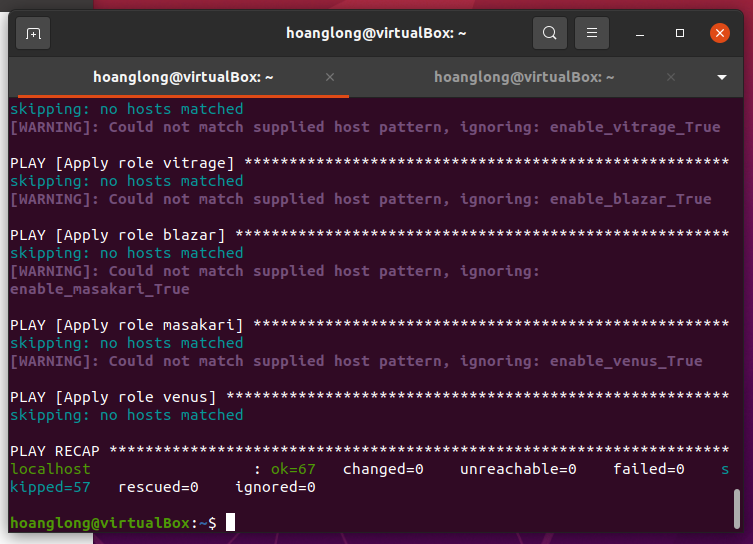 hoanglong@virtualBox: ~
hoanglong@virtualBox: ~
hoanglong@virtualBox: ~
skipping: no hosts matched
[WARNING]: Could not match supplied host pattern, ignoring: enable_vitrage_True
PLAY [Apply role vitrage] ******************************************************
skipping: no hosts matched
[WARNING]: Could not match supplied host pattern, ignoring: enable_blazar_True
PLAY [Apply role blazar] *******************************************************
skipping: no hosts matched
[WARNING]: Could not match supplied host pattern, ignoring:
enable_masakari_True
PLAY [Apply role masakari] *****************************************************
skipping: no hosts matched
[WARNING]: Could not match supplied host pattern, ignoring: enable_venus_True
PLAY [Apply role venus] ********************************************************
skipping: no hosts matched
PLAY RECAP *********************************************************************
localhost                  : ok=67   changed=0    unreachable=0    failed=0    s
kipped=57   rescued=0    ignored=0
hoanglong@virtualBox:~$